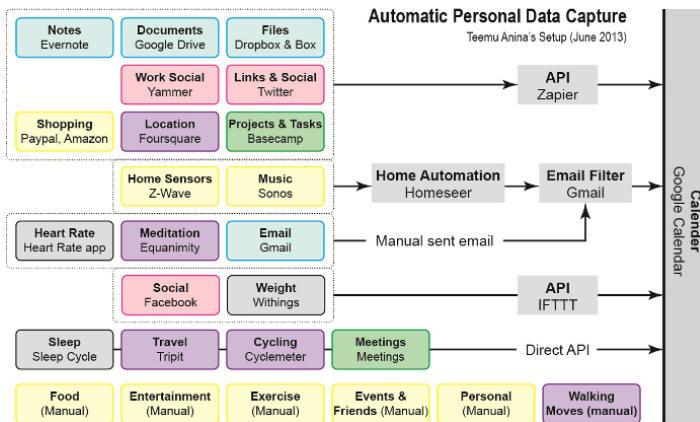 Automatic Personal Data Capture
Teemu Anina's Setup (June 2013)
Notes
Evernote
Documents
Google Drive
Files
Dropbox & Box
Work Social
Yammer
Links & Social
Twitter
API
Zapier
Shopping
Paypal, Amazon
Location
Foursquare
Projects & Tasks
Basecamp
Home Sensors
Z-Wave
Music
Sonos
Home Automation
Homeseer
Email Filter
Gmail
Heart Rate
Heart Rate app
Meditation
Equanimity
Email
Gmail
Manual sent email
Social
Facebook
Weight
Withings
API
IFTTT
Sleep
Sleep Cycle
Travel
Tripit
Cycling
Cyclemeter
Meetings
Meetings
Direct API
Food
(Manual)
Entertainment
(Manual)
Exercise
(Manual)
Events &
Friends (Manual)
Personal
(Manual)
Walking
Moves (manual)
Calender
Google Calendar